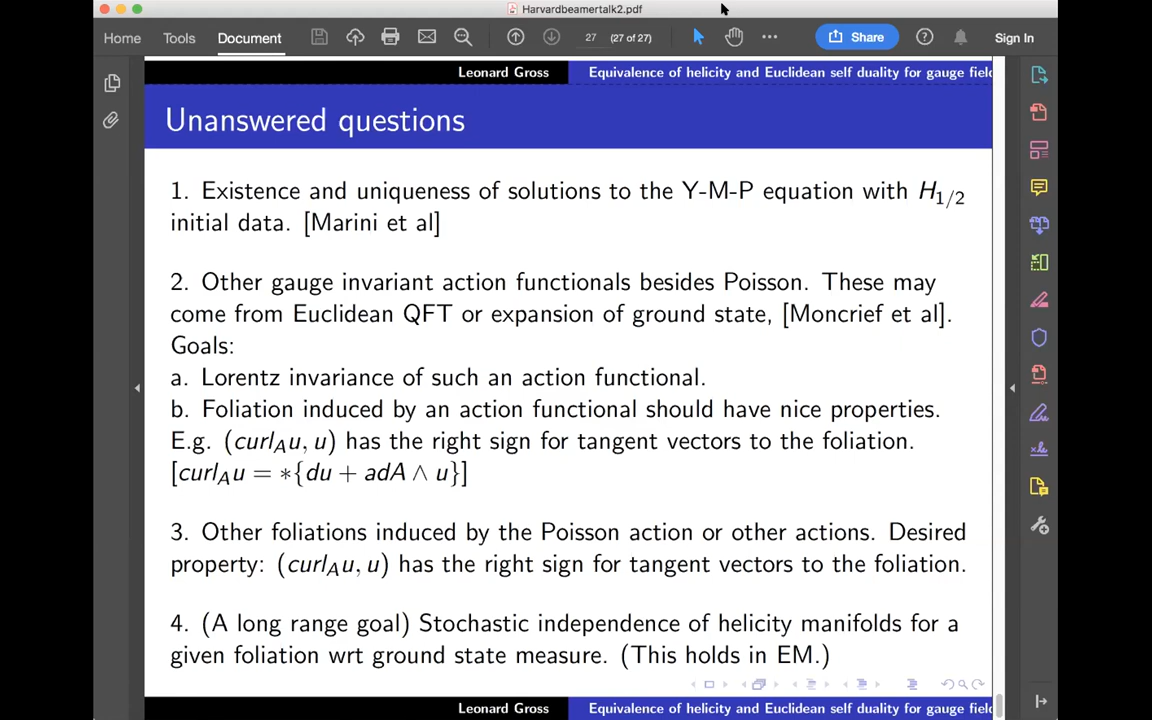 Harvardbeamertalk2.pdf
Home Tools Document 27 (27 of 27) Share Sign In
Leonard Gross Equivalence of helicity and Euclidean self duality for gauge field
Unanswered questions
1. Existence and uniqueness of solutions to the Y-M-P equation with H1/2
initial data. [Marini et al]
2. Other gauge invariant action functionals besides Poisson. These may
come from Euclidean QFT or expansion of ground state, [Moncrief et al].
Goals:
a. Lorentz invariance of such an action functional.
b. Foliation induced by an action functional should have nice properties.
E.g. (curlAu, u) has the right sign for tangent vectors to the foliation.
[curlAu = ∗{du + adA ∧ u}]
3. Other foliations induced by the Poisson action or other actions. Desired
property: (curlAu, u) has the right sign for tangent vectors to the foliation.
4. (A long range goal) Stochastic independence of helicity manifolds for a
given foliation wrt ground state measure. (This holds in EM.)
Leonard Gross Equivalence of helicity and Euclidean self duality for gauge field